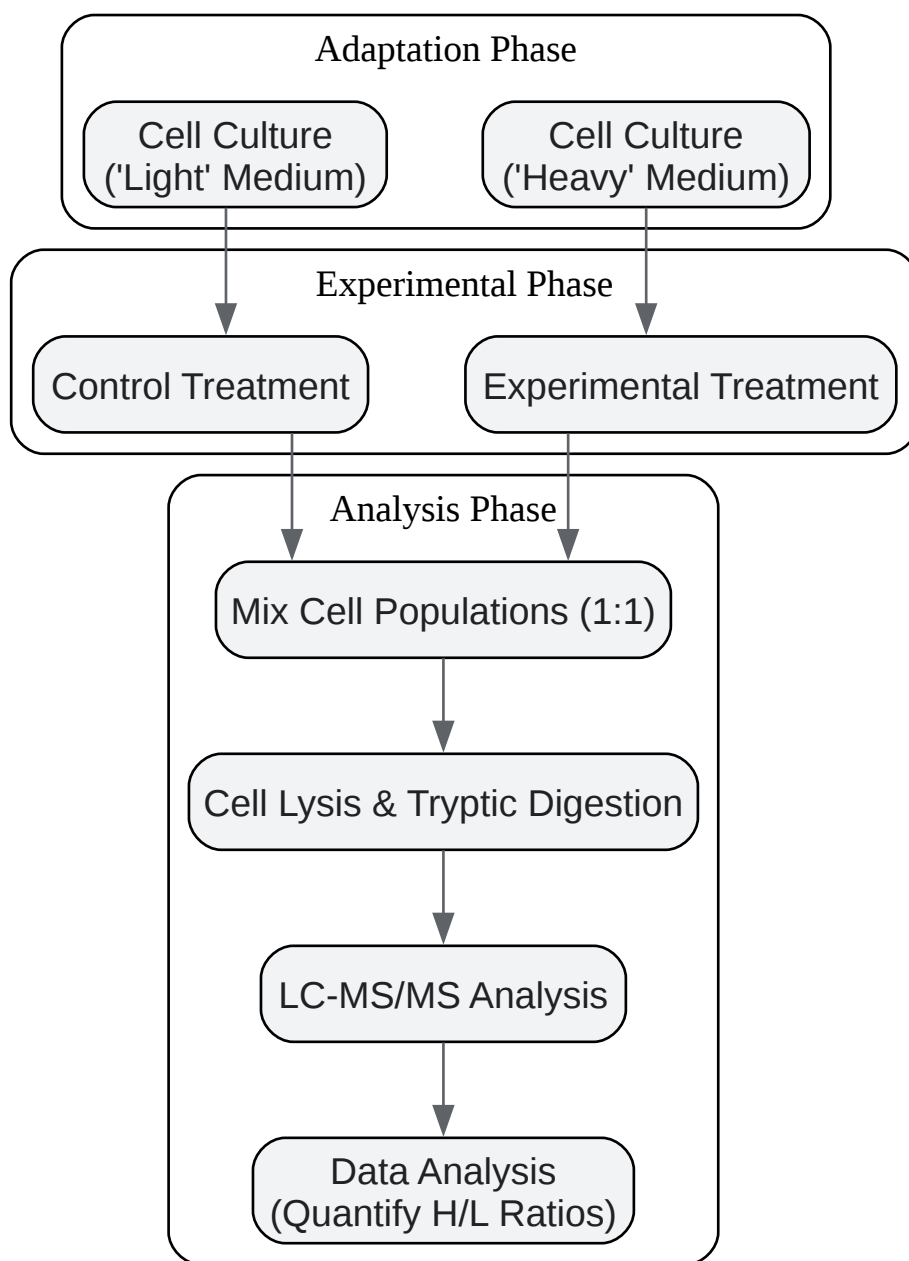 Adaptation Phase
Cell Culture
('Light' Medium)
Cell Culture
('Heavy' Medium)
Experimental Phase
Control Treatment
Experimental Treatment
Analysis Phase
Mix Cell Populations (1:1)
Cell Lysis & Tryptic Digestion
LC-MS/MS Analysis
Data Analysis
(Quantify H/L Ratios)